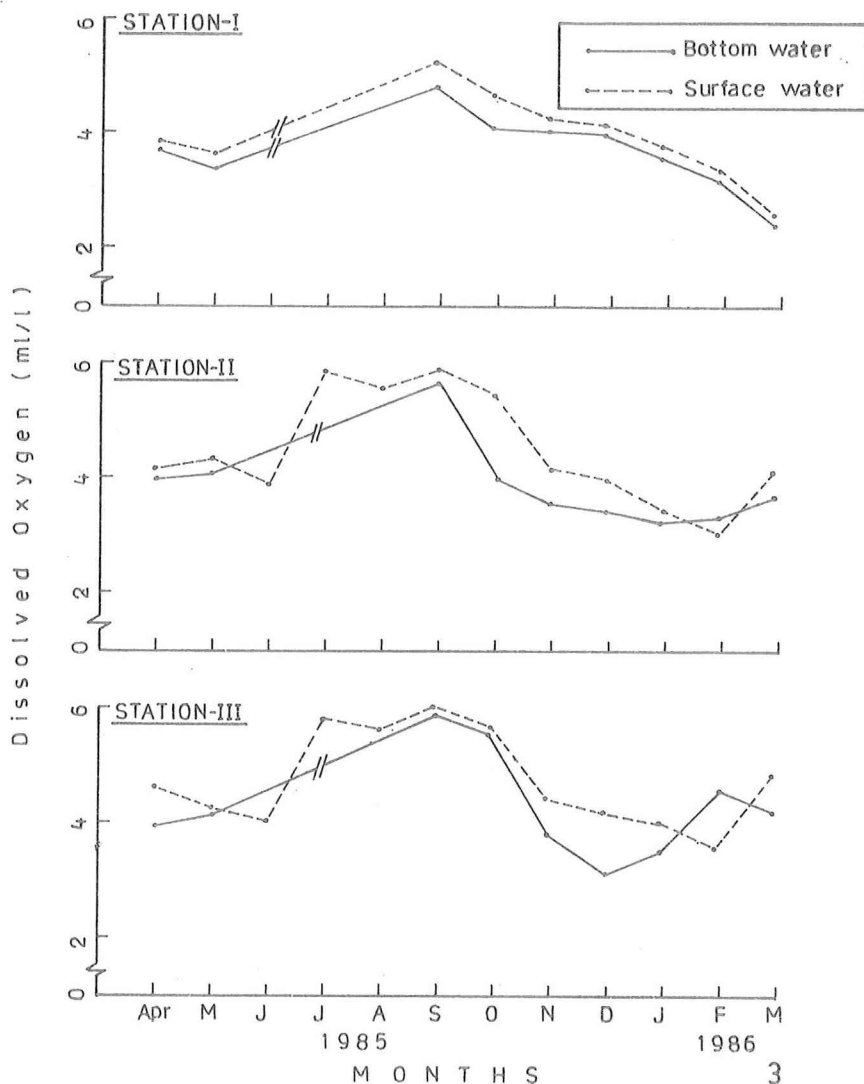 6
STATION-I
Bottom water
Surface water
4
2
0
6
STATION-II
4
2
0
6
STATION-III
4
2
0
Dissolved Oxygen (ml/l)
Apr M J J A S O N D J F M
1985 1986
MONTHS
3